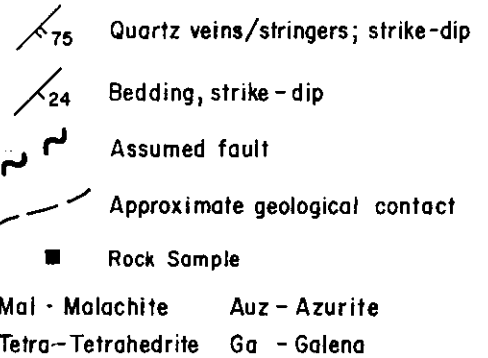 75 Quartz veins/stringers; strike-dip
24 Bedding, strike-dip
Assumed fault
Approximate geological contact
Rock Sample
Mal - Malachite Auz - Azurite
Tetra-- Tetrahedrite Ga - Galena